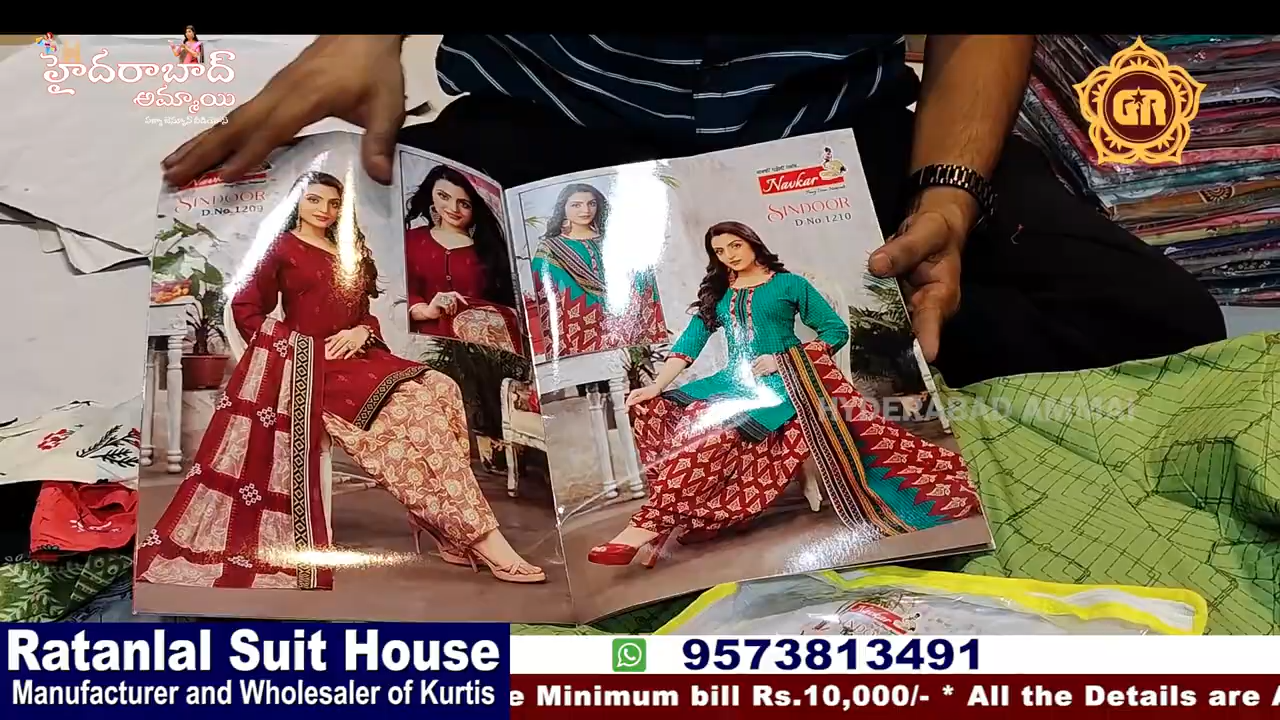 హైదరాబాద్
అమ్మాయి
GR
SINDOOR
D.No.1209
Navkar
SINDOOR
D.No.1210
HYDERABAD AMMAI
Ratanlal Suit House
Manufacturer and Wholesaler of Kurtis
9573813491
e Minimum bill Rs.10,000/- * All the Details are A